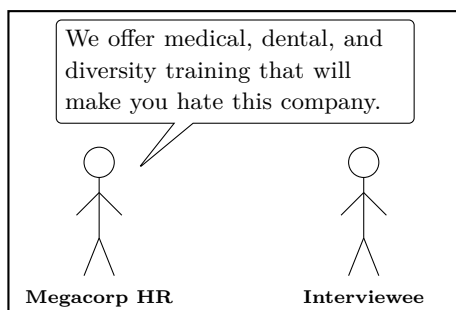 We offer medical, dental, and
diversity training that will
make you hate this company.
Megacorp HR
Interviewee